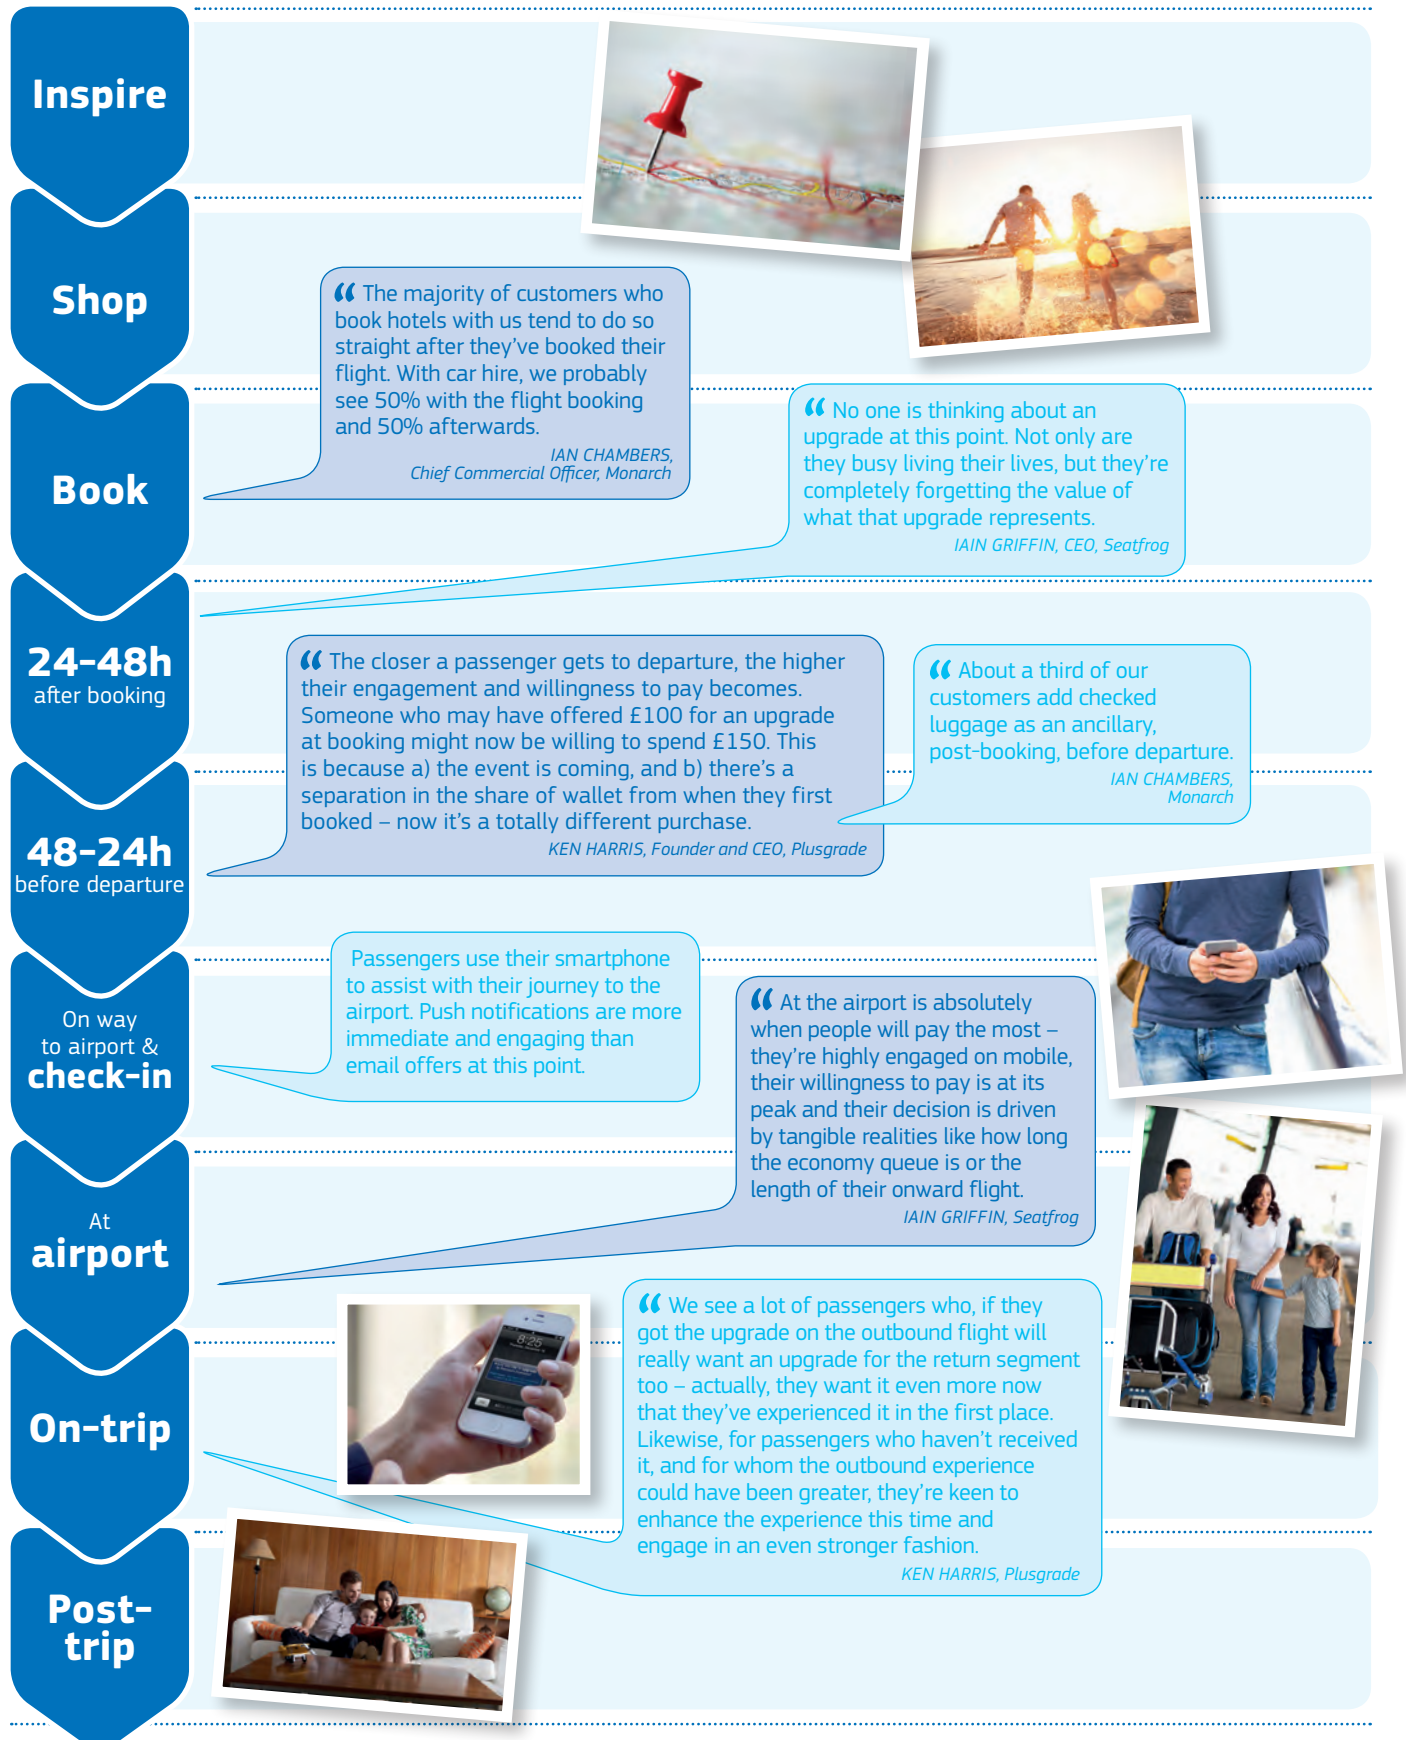 Inspire
Shop
“ The majority of customers who
book hotels with us tend to do so
straight after they’ve booked their
flight. With car hire, we probably
see 50% with the flight booking
and 50% afterwards.
IAN CHAMBERS,
Chief Commercial Officer, Monarch
Book
“ No one is thinking about an
upgrade at this point. Not only are
they busy living their lives, but they’re
completely forgetting the value of
what that upgrade represents.
IAIN GRIFFIN, CEO, Seatfrog
24-48h
after booking
“ The closer a passenger gets to departure, the higher
their engagement and willingness to pay becomes.
Someone who may have offered £100 for an upgrade
at booking might now be willing to spend £150. This
is because a) the event is coming, and b) there’s a
separation in the share of wallet from when they first
booked – now it’s a totally different purchase.
KEN HARRIS, Founder and CEO, Plusgrade
“ About a third of our
customers add checked
luggage as an ancillary,
post-booking, before departure.
IAN CHAMBERS,
Monarch
48-24h
before departure
Passengers use their smartphone
to assist with their journey to the
airport. Push notifications are more
immediate and engaging than
email offers at this point.
On way
to airport &
check-in
“ At the airport is absolutely
when people will pay the most –
they’re highly engaged on mobile,
their willingness to pay is at its
peak and their decision is driven
by tangible realities like how long
the economy queue is or the
length of their onward flight.
IAIN GRIFFIN, Seatfrog
At
airport
8:25
“ We see a lot of passengers who, if they
got the upgrade on the outbound flight will
really want an upgrade for the return segment
too – actually, they want it even more now
that they’ve experienced it in the first place.
Likewise, for passengers who haven’t received
it, and for whom the outbound experience
could have been greater, they’re keen to
enhance the experience this time and
engage in an even stronger fashion.
KEN HARRIS, Plusgrade
On-trip
Post-
trip